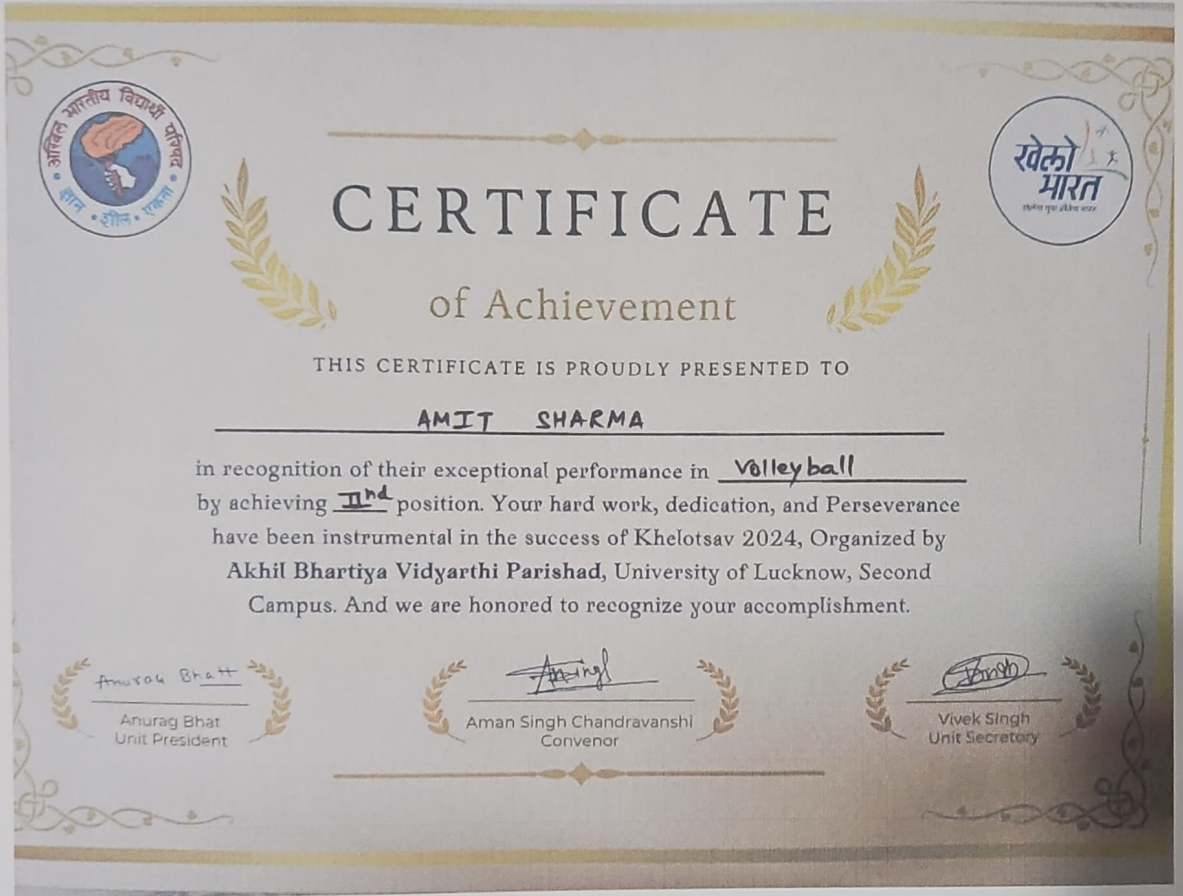 अखिल भारतीय विद्यार्थी परिषद
ज्ञान • शील • एकता
खेलो
भारत
CERTIFICATE
of Achievement
THIS CERTIFICATE IS PROUDLY PRESENTED TO
AMIT SHARMA
in recognition of their exceptional performance in Volleyball
by achieving IInd position. Your hard work, dedication, and Perseverance
have been instrumental in the success of Khelotsav 2024, Organized by
Akhil Bhartiya Vidyarthi Parishad, University of Lucknow, Second
Campus. And we are honored to recognize your accomplishment.
Anurag Bhatt
Anurag Bhat
Unit President
Aman Singh Chandravanshi
Convenor
Vivek Singh
Unit Secretory